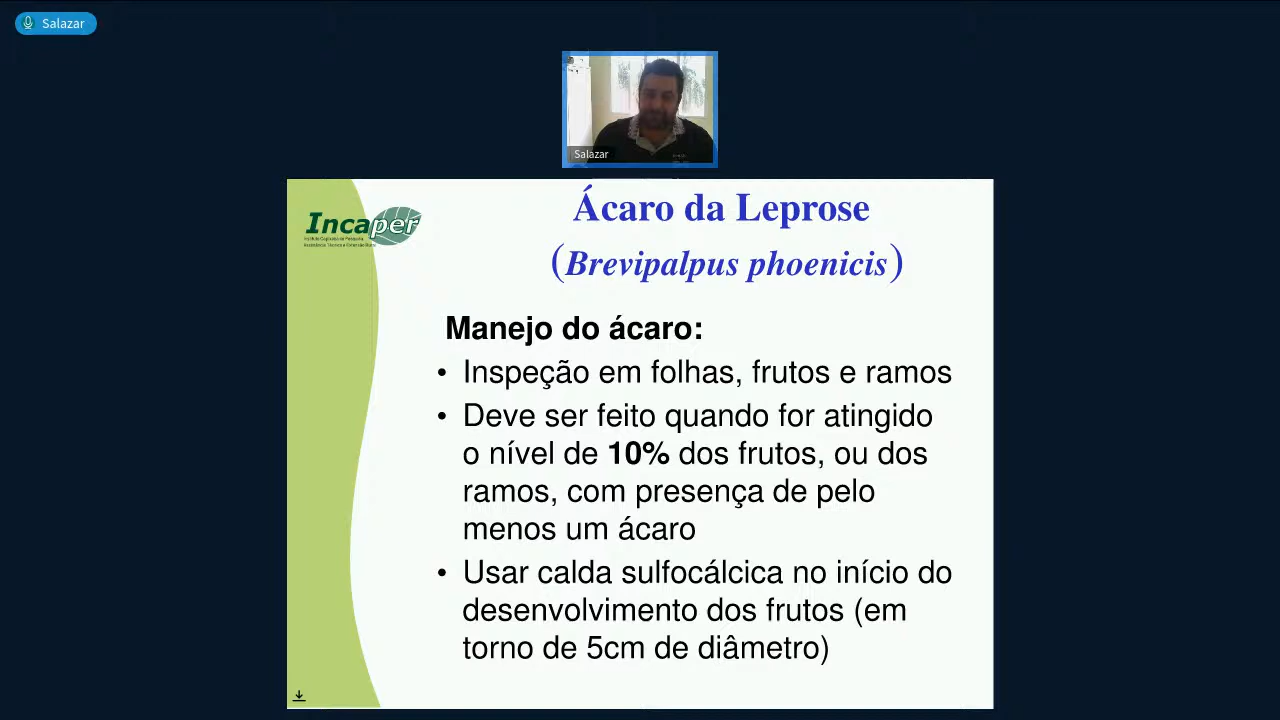 Salazar
Salazar
Incaper
Ácaro da Leprose
(Brevipalpus phoenicis)
Manejo do ácaro:
• Inspeção em folhas, frutos e ramos
• Deve ser feito quando for atingido
o nível de 10% dos frutos, ou dos
ramos, com presença de pelo
menos um ácaro
• Usar calda sulfocálcica no início do
desenvolvimento dos frutos (em
torno de 5cm de diâmetro)